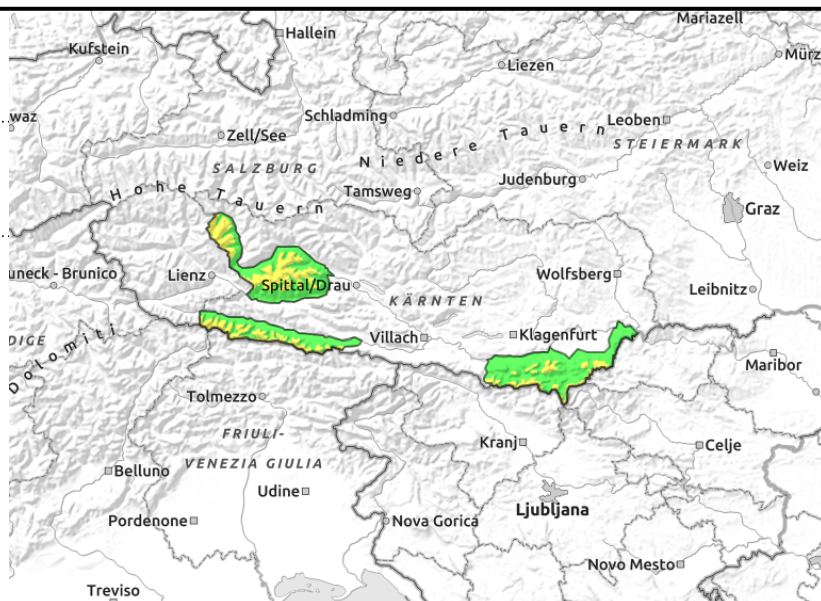 Mariazell
Hallein
Kufstein
Mürz
Liezen
waz
Schladming
Leoben
Zell/See
Niedere Tauern
STEIERMARK
SALZBURG
Weiz
Hohe Tauern
Tamsweg
Judenburg
Graz
uneck - Brunico
Lienz
Spittal/Drau
KÄRNTEN
Wolfsberg
Leibnitz
DIGE
Dolomiti
Villach
Klagenfurt
Maribor
Tolmezzo
FRIULI-
VENEZIA GIULIA
Kranj
Celje
Belluno
Udine
Ljubljana
Pordenone
Nova Gorica
Novo Mesto
Treviso